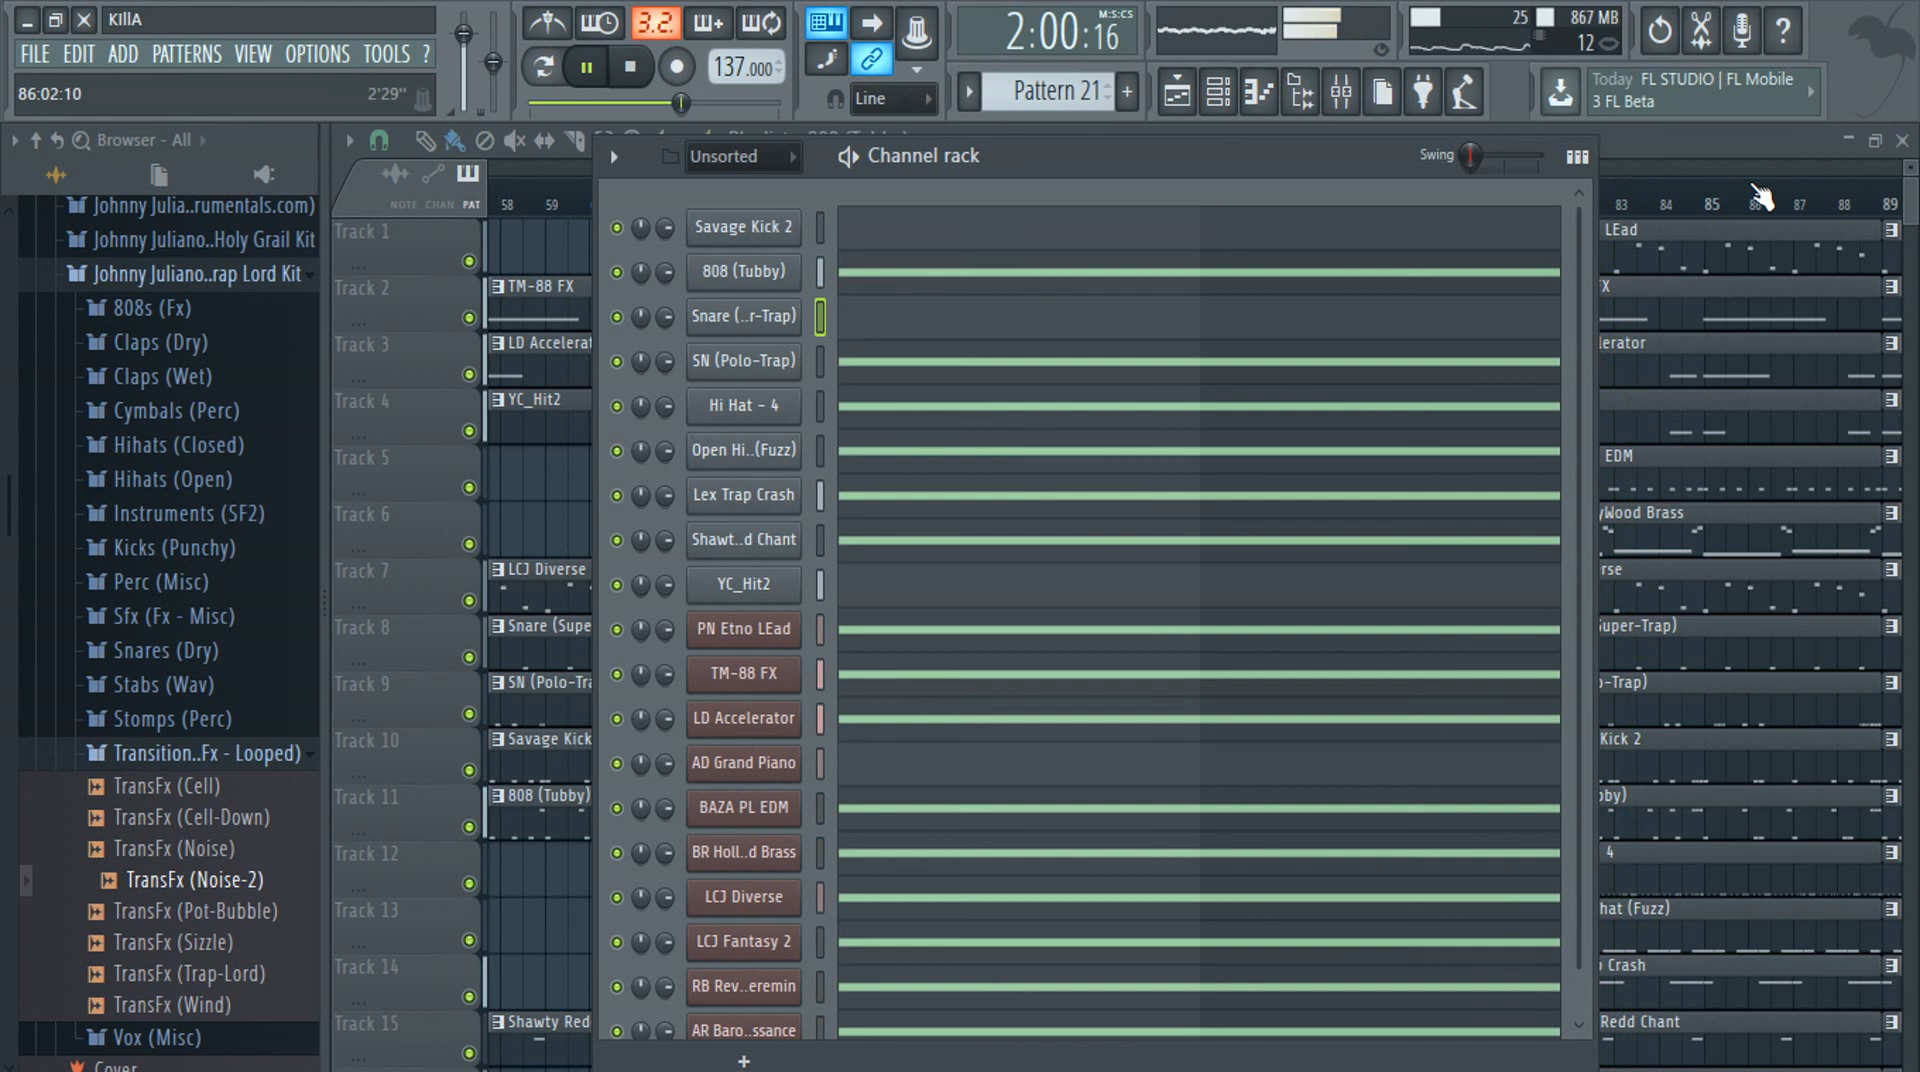 KIllA
FILE EDIT ADD PATTERNS VIEW OPTIONS TOOLS ?
86:02:10 2'29"
3.2.
137.000
Line
2:00:16 M:S:CS
Pattern 21
25 867 MB
12
Today FL STUDIO | FL Mobile
3 FL Beta
Browser - All
Johnny Julia..rumentals.com)
Johnny Juliano..Holy Grail Kit
Johnny Juliano..rap Lord Kit
808s (Fx)
Claps (Dry)
Claps (Wet)
Cymbals (Perc)
Hihats (Closed)
Hihats (Open)
Instruments (SF2)
Kicks (Punchy)
Perc (Misc)
Sfx (Fx - Misc)
Snares (Dry)
Stabs (Wav)
Stomps (Perc)
Transition..Fx - Looped)
TransFx (Cell)
TransFx (Cell-Down)
TransFx (Noise)
TransFx (Noise-2)
TransFx (Pot-Bubble)
TransFx (Sizzle)
TransFx (Trap-Lord)
TransFx (Wind)
Vox (Misc)
Cover
NOTE CHAN PAT
58 59
Track 1
Track 2 TM-88 FX
Track 3 LD Accelerat
Track 4 YC_Hit2
Track 5
Track 6
Track 7 LCJ Diverse
Track 8 Snare (Supe
Track 9 SN (Polo-Tra
Track 10 Savage Kick
Track 11 808 (Tubby)
Track 12
Track 13
Track 14
Track 15 Shawty Red
Unsorted
Channel rack
Swing
Savage Kick 2
808 (Tubby)
Snare (..r-Trap)
SN (Polo-Trap)
Hi Hat - 4
Open Hi..(Fuzz)
Lex Trap Crash
Shawt..d Chant
YC_Hit2
PN Etno LEad
TM-88 FX
LD Accelerator
AD Grand Piano
BAZA PL EDM
BR Holl..d Brass
LCJ Diverse
LCJ Fantasy 2
RB Rev..eremin
AR Baro..ssance
+
83 84 85 86 87 88 89
LEad
FX
lerator
EDM
yWood Brass
rse
Super-Trap)
o-Trap)
Kick 2
bby)
4
hat (Fuzz)
Crash
Redd Chant